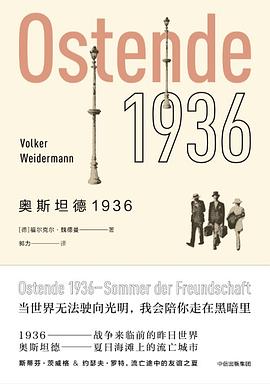 Ostende
1936
Volker
Weidermann
奥斯坦德1936
[德]福尔克尔·魏德曼————著
郭力————译
Ostende 1936—Sommer der Freundschaft
当世界无法驶向光明，我会陪你走在黑暗里
1936————战争来临前的昨日世界
奥斯坦德————夏日海滩上的流亡城市
斯蒂芬·茨威格 & 约瑟夫·罗特，流亡途中的友谊之夏
中信出版集团